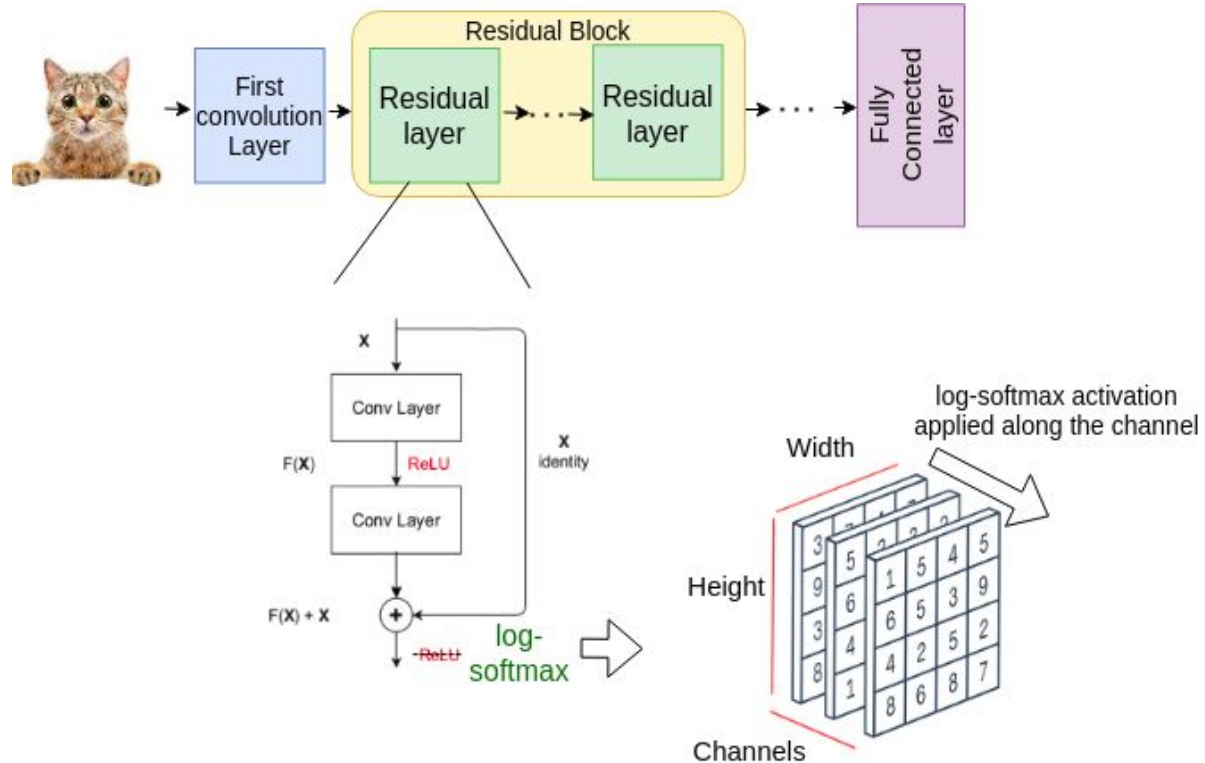 Residual Block
First
convolution
Layer
Residual
layer
Residual
layer
Fully
Connected
layer
X
Conv Layer
F(X)
ReLU
X
identity
Conv Layer
F(X) + X
+
ReLU
log-
softmax
log-softmax activation
applied along the channel
Width
Height
Channels
3
9
3
8
5
6
4
1
1 5 4 5
6 5 3 9
4 2 5 2
8 6 8 7